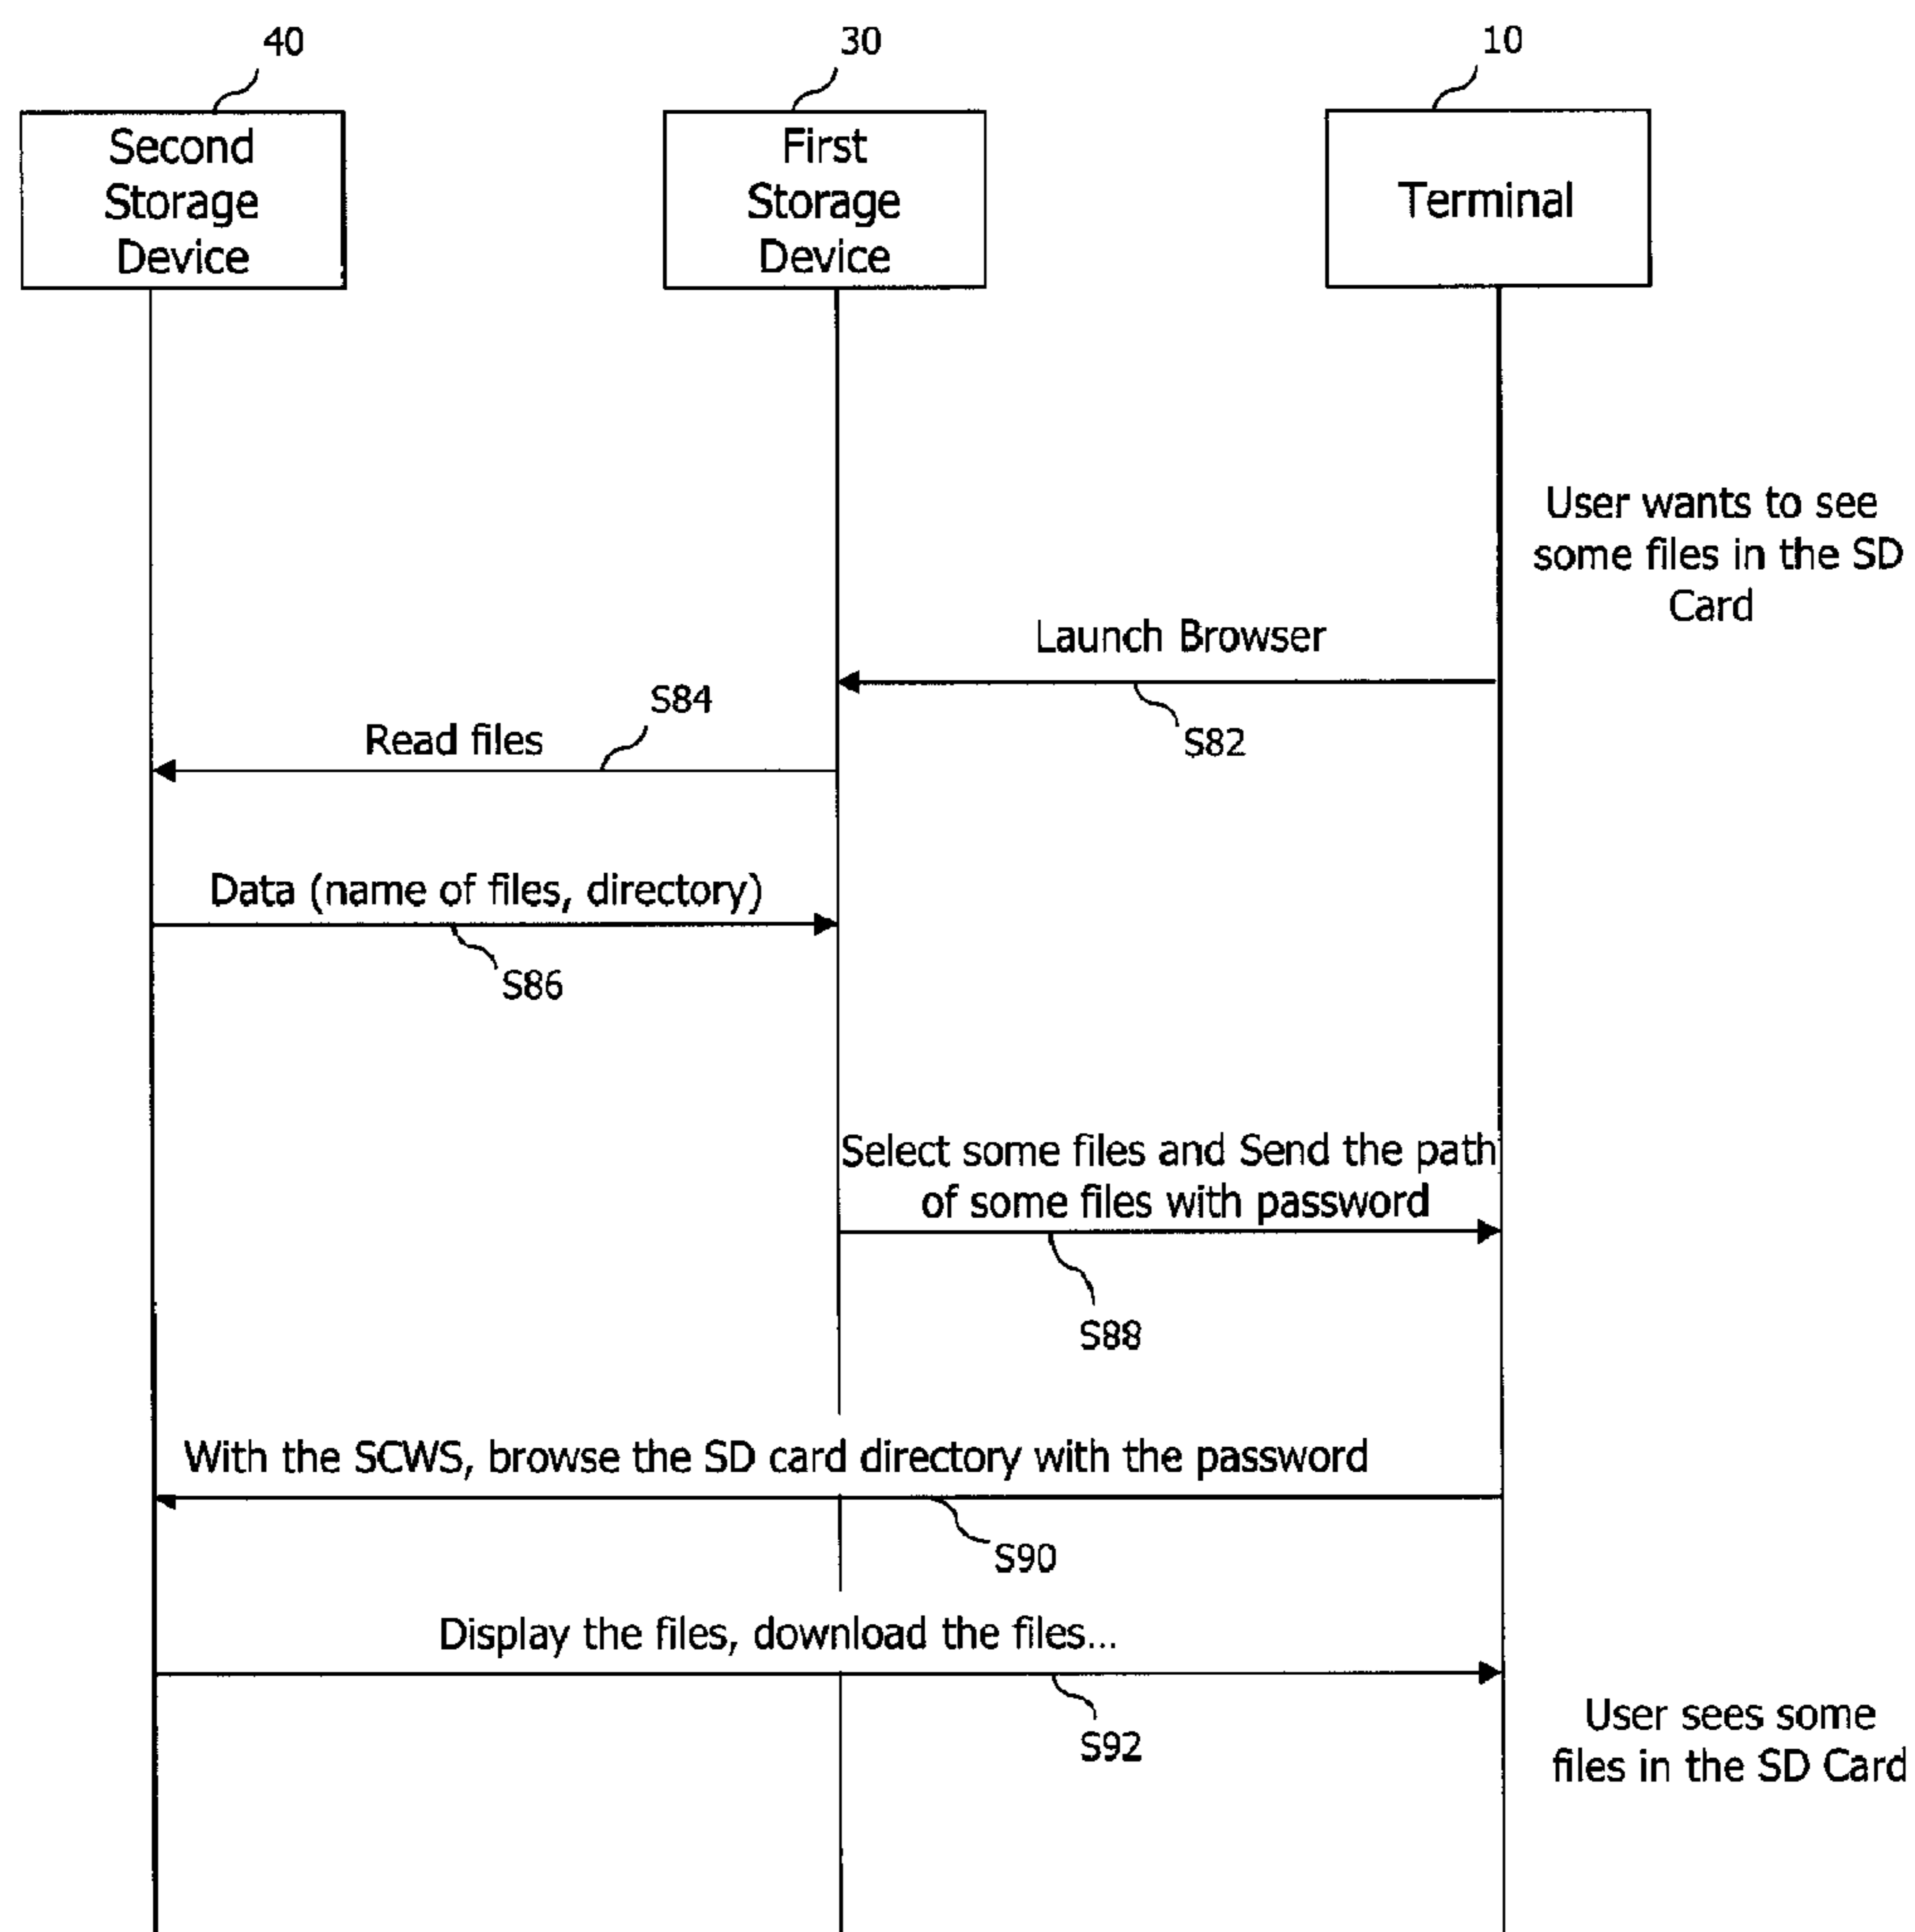 40
30
10
Second
Storage
Device
First
Storage
Device
Terminal
User wants to see
some files in the SD
Card
Launch Browser
S82
S84
Read files
Data (name of files, directory)
S86
Select some files and Send the path
of some files with password
S88
With the SCWS, browse the SD card directory with the password
S90
Display the files, download the files...
S92
User sees some
files in the SD Card